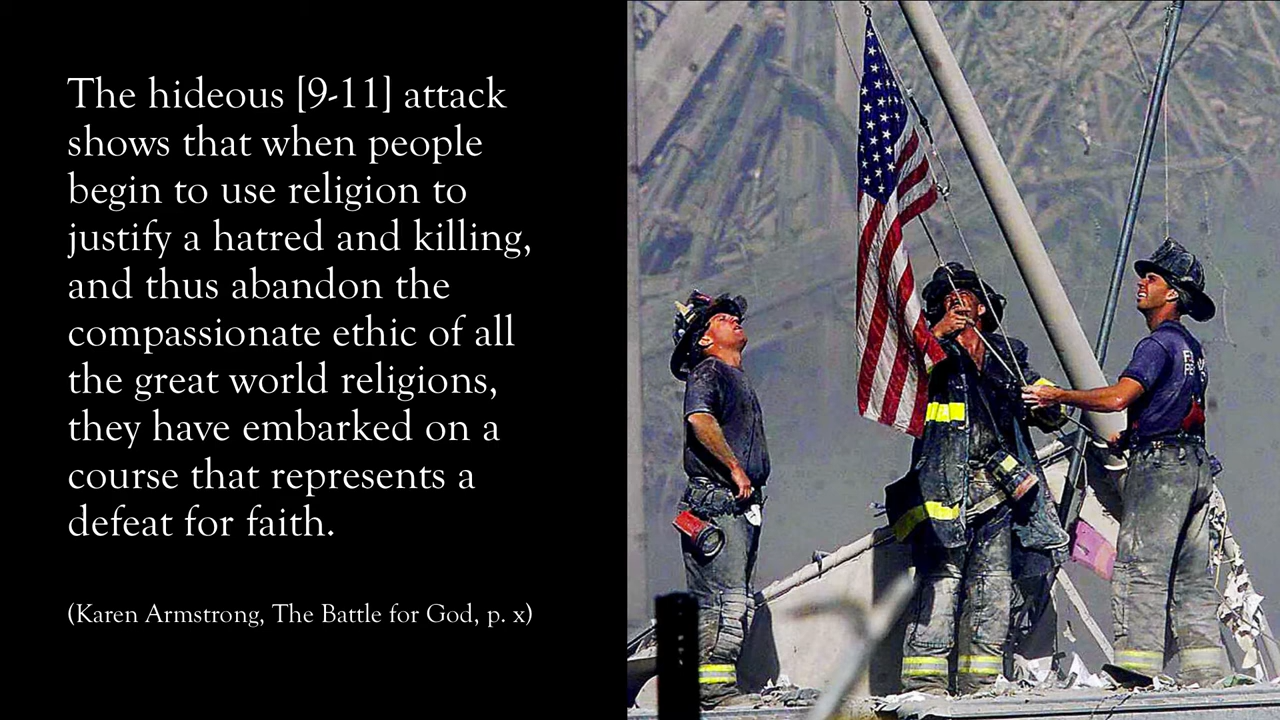 The hideous [9-11] attack
shows that when people
begin to use religion to
justify a hatred and killing,
and thus abandon the
compassionate ethic of all
the great world religions,
they have embarked on a
course that represents a
defeat for faith.
(Karen Armstrong, The Battle for God, p. x)